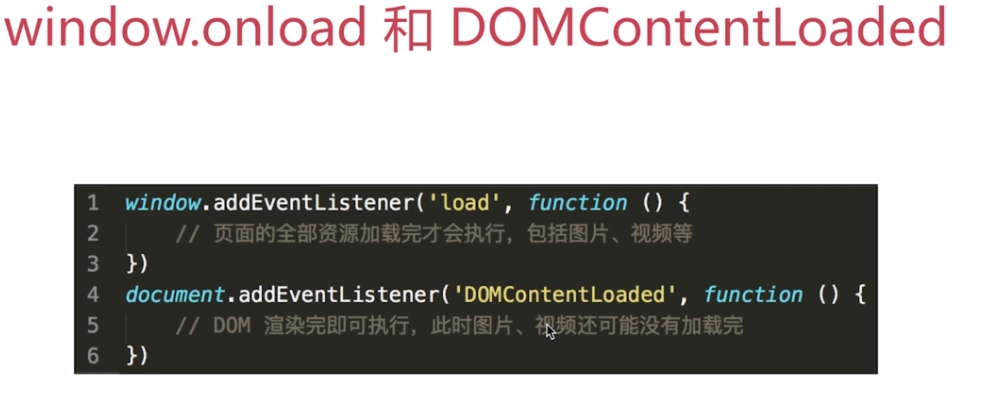 window.onload 和 DOMContentLoaded
1 window.addEventListener('load', function () {
2 // 页面的全部资源加载完才会执行，包括图片、视频等
3 })
4 document.addEventListener('DOMContentLoaded', function () {
5 // DOM 渲染完即可执行，此时图片、视频还可能没有加载完
6 })